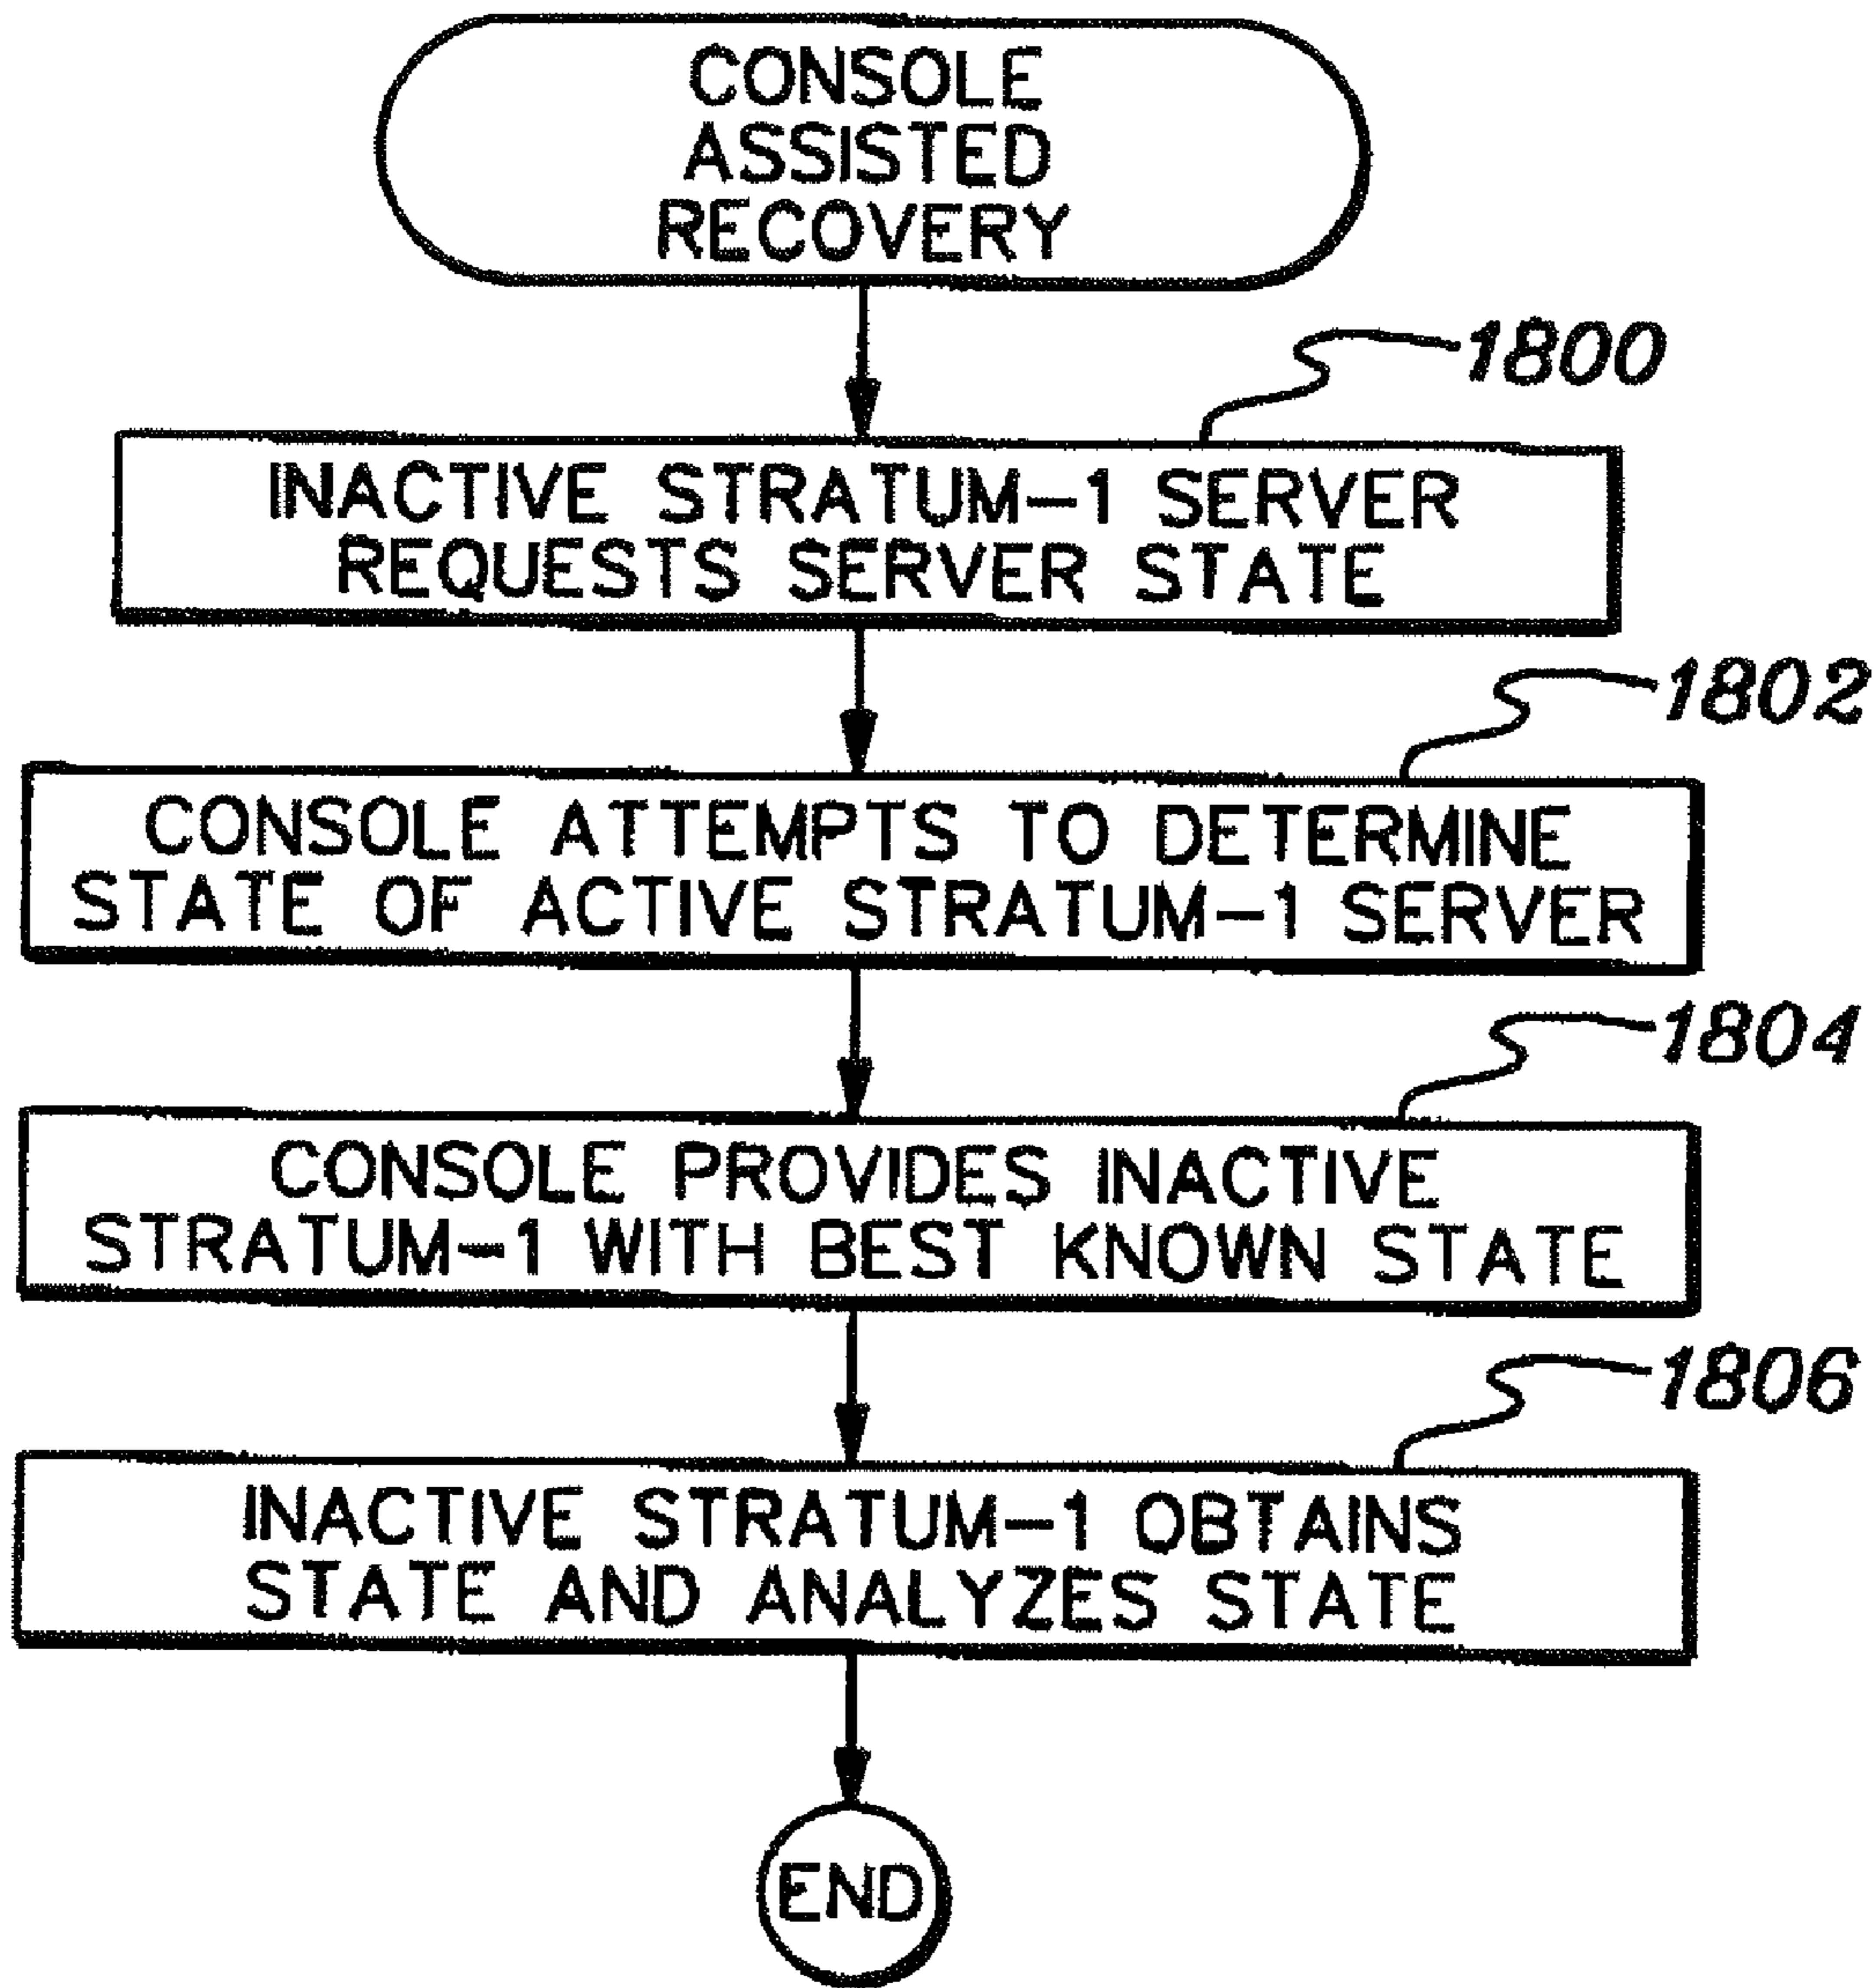 CONSOLE
ASSISTED
RECOVERY
1800
INACTIVE STRATUM-1 SERVER
REQUESTS SERVER STATE
1802
CONSOLE ATTEMPTS TO DETERMINE
STATE OF ACTIVE STRATUM-1 SERVER
1804
CONSOLE PROVIDES INACTIVE
STRATUM-1 WITH BEST KNOWN STATE
1806
INACTIVE STRATUM-1 OBTAINS
STATE AND ANALYZES STATE
END